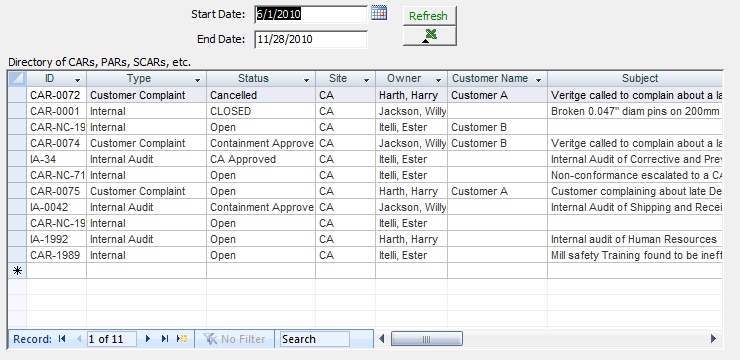 Start Date: 6/1/2010 Refresh
End Date: 11/28/2010
Directory of CARs, PARs, SCARs, etc.
ID Type Status Site Owner Customer Name Subject
CAR-0072 Customer Complaint Cancelled CA Harth, Harry Customer A Veritge called to complain about a la
CAR-0001 Internal CLOSED CA Jackson, Willy Broken 0.047" diam pins on 200mm
CAR-NC-19 Internal Open CA Itelli, Ester Customer B
CAR-0074 Customer Complaint Containment Approve CA Jackson, Willy Customer B Veritge called to complain about a la
IA-34 Internal Audit CA Approved CA Itelli, Ester Internal Audit of Corrective and Prev
CAR-NC-71 Internal Open CA Itelli, Ester Non-conformance escalated to a CA
CAR-0075 Customer Complaint Open CA Harth, Harry Customer A Customer complaining about late De
IA-0042 Internal Audit Containment Approve CA Jackson, Willy Internal Audit of Shipping and Recei
CAR-NC-19 Internal Open CA Itelli, Ester
IA-1992 Internal Audit Open CA Harth, Harry Internal audit of Human Resources
CAR-1989 Internal Open CA Itelli, Ester Mill safety Training found to be ineff
Record: 1 of 11 No Filter Search